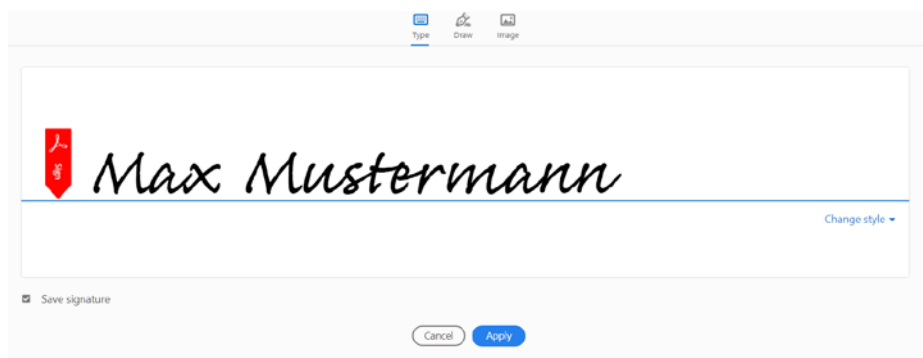 Type Draw Image
Sign
Max Mustermann
Change style
Save signature
Cancel Apply